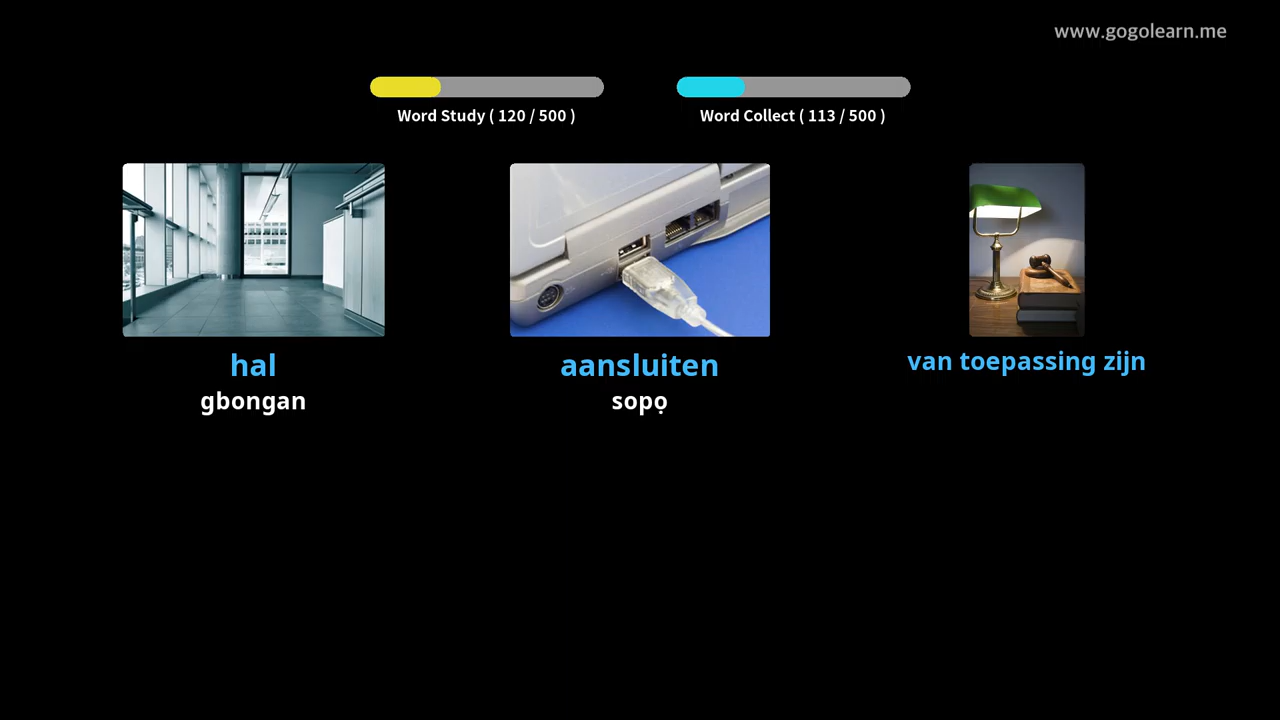 www.gogolearn.me
Word Study ( 120 / 500 )
Word Collect ( 113 / 500 )
hal
aansluiten
van toepassing zijn
gbongan
sopọ